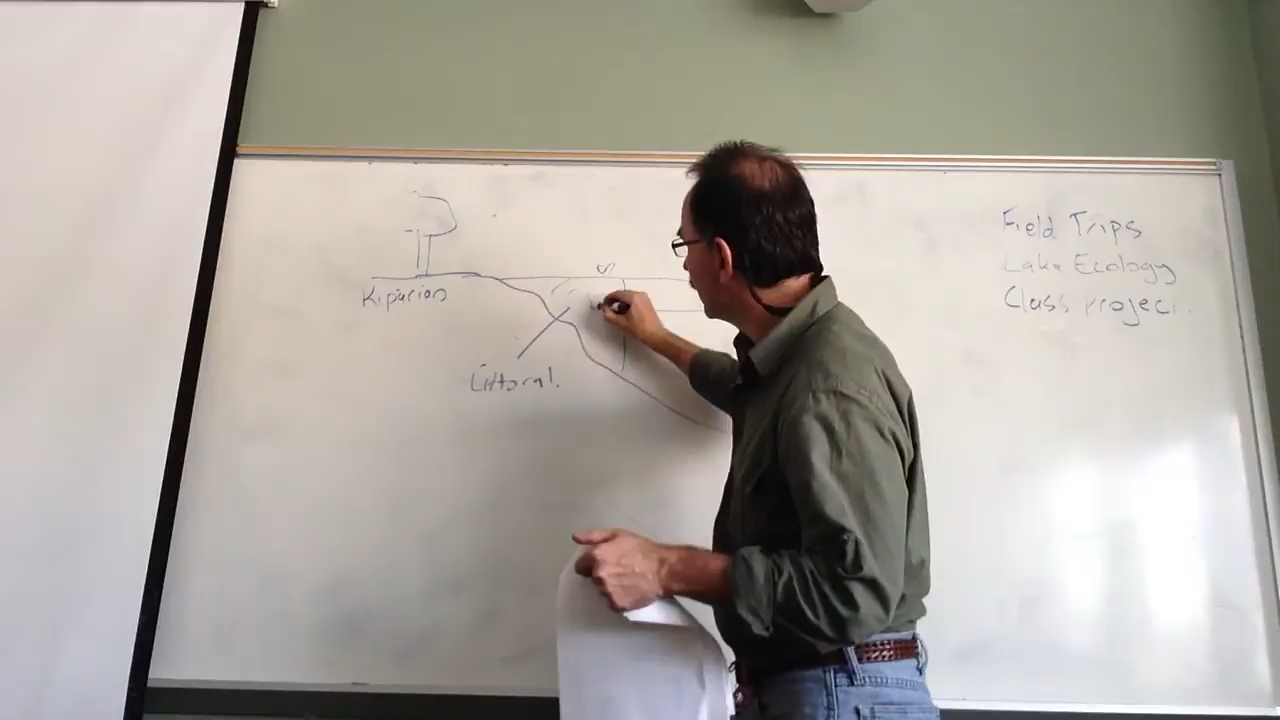 Riparian
Littoral.
Field Trips
Lake Ecology
Class project.